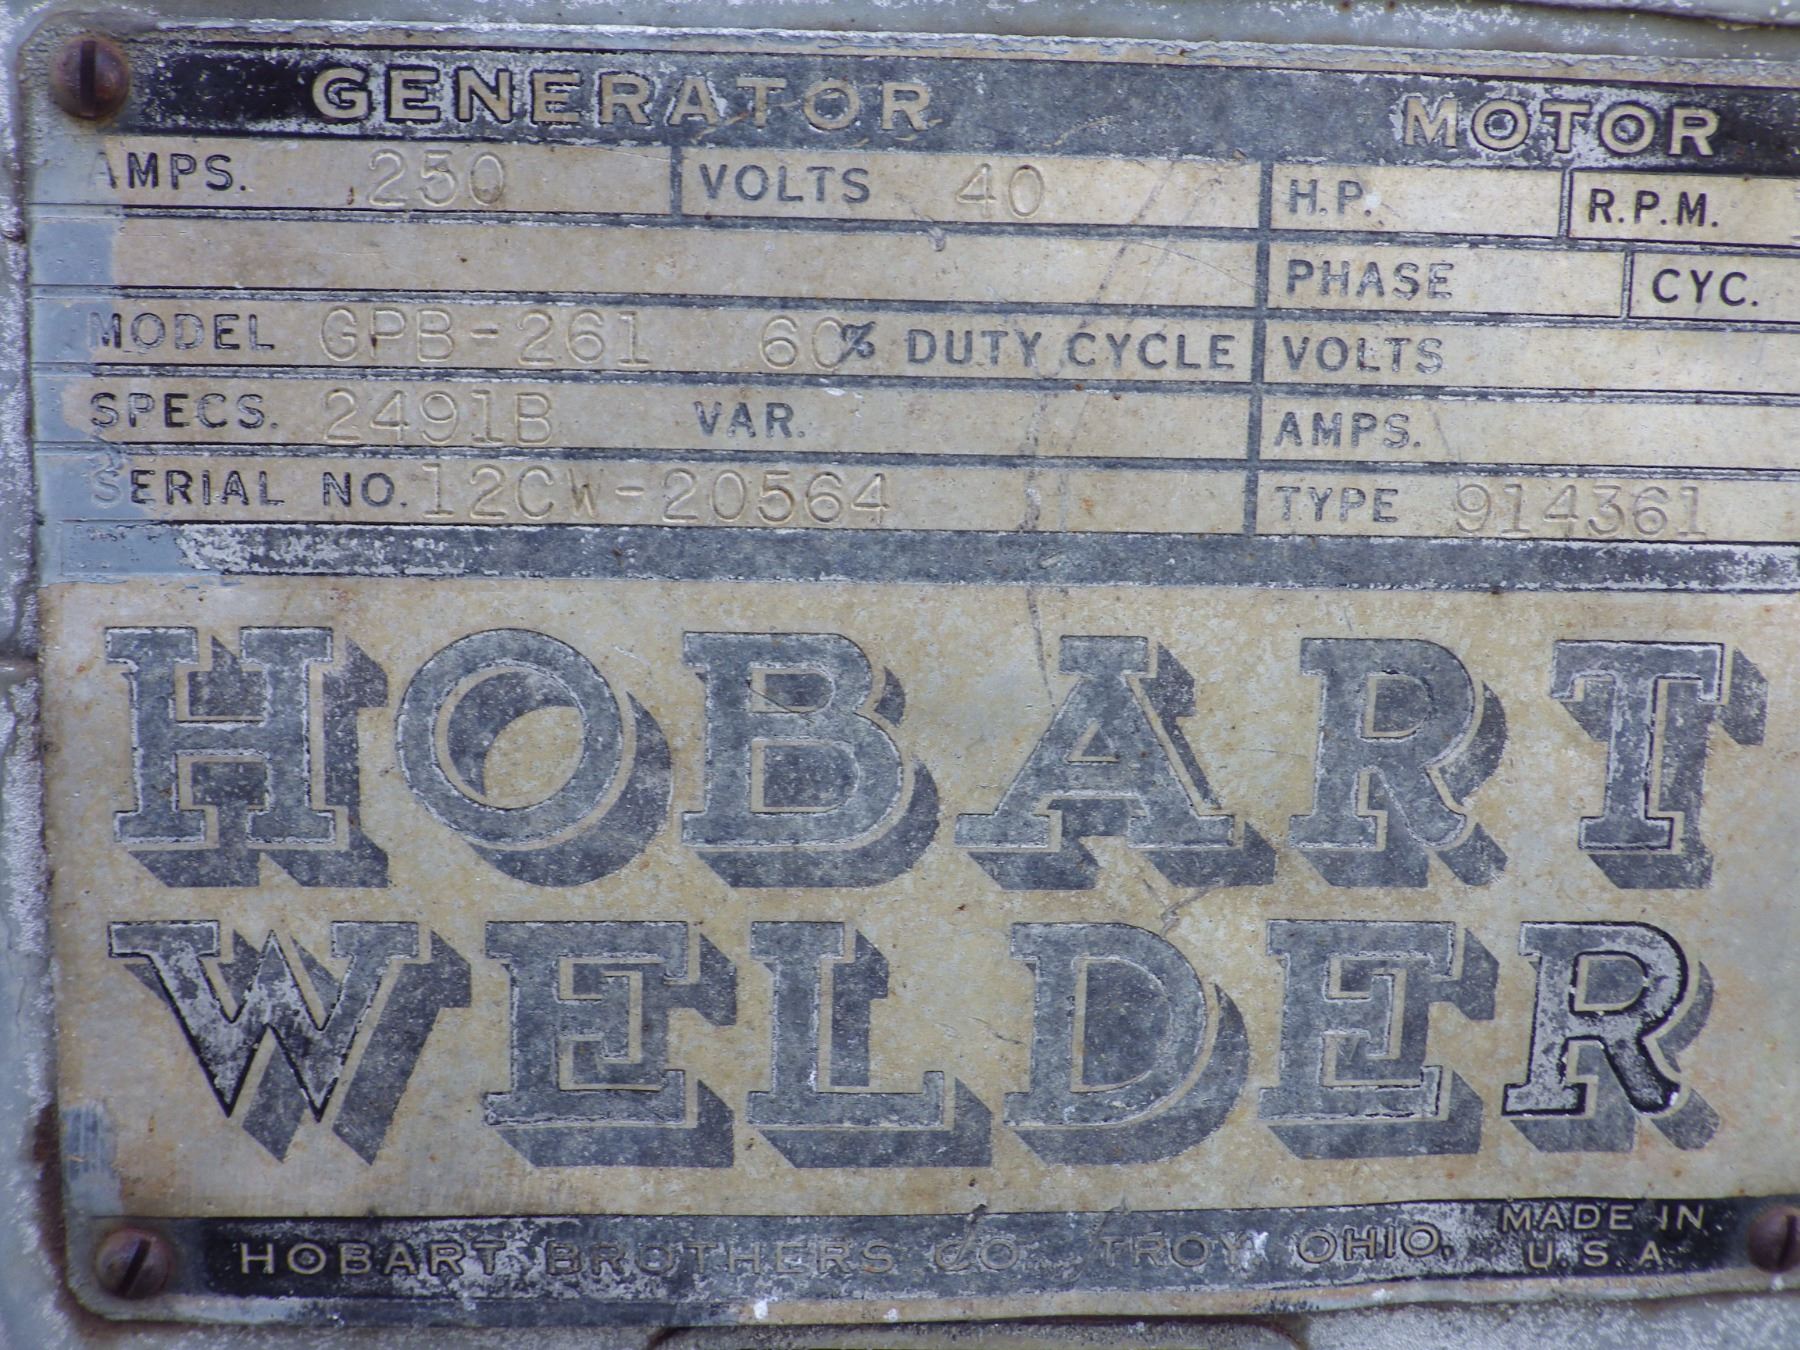 GENERATOR MOTOR
AMPS. 250 VOLTS 40 H.P. R.P.M.
PHASE CYC.
MODEL GPB-261 60% DUTY CYCLE VOLTS
SPECS. 2491B VAR. AMPS.
SERIAL NO. 12CW-20564 TYPE 914361
HOBART
WELDER
HOBART BROTHERS CO. TROY, OHIO. MADE IN
U.S.A.